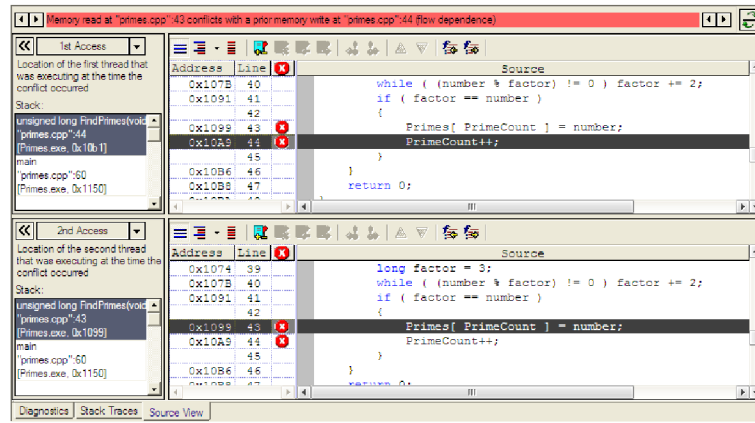 Memory read at "primes.cpp":43 conflicts with a prior memory write at "primes.cpp":44 (flow dependence)
1st Access
Location of the first thread that
was executing at the time the
conflict occurred
Stack:
unsigned long FindPrimes(void
"primes.cpp":44
[Primes.exe, 0x10b1]
main
"primes.cpp":60
[Primes.exe, 0x1150]
Address Line Source
0x107B 40 while ( (number % factor) != 0 ) factor += 2;
0x1091 41 if ( factor == number )
42 {
0x1099 43 Primes[ PrimeCount ] = number;
0x10A9 44 PrimeCount++;
45 }
0x10B6 46 }
0x10B8 47 return 0;
2nd Access
Location of the second thread
that was executing at the time the
conflict occurred
Stack:
unsigned long FindPrimes(void
"primes.cpp":43
[Primes.exe, 0x1099]
main
"primes.cpp":60
[Primes.exe, 0x1150]
Address Line Source
0x1074 39 long factor = 3;
0x107B 40 while ( (number % factor) != 0 ) factor += 2;
0x1091 41 if ( factor == number )
42 {
0x1099 43 Primes[ PrimeCount ] = number;
0x10A9 44 PrimeCount++;
45 }
0x10B6 46 }
0x10B8 47 return 0;
Diagnostics Stack Traces Source View